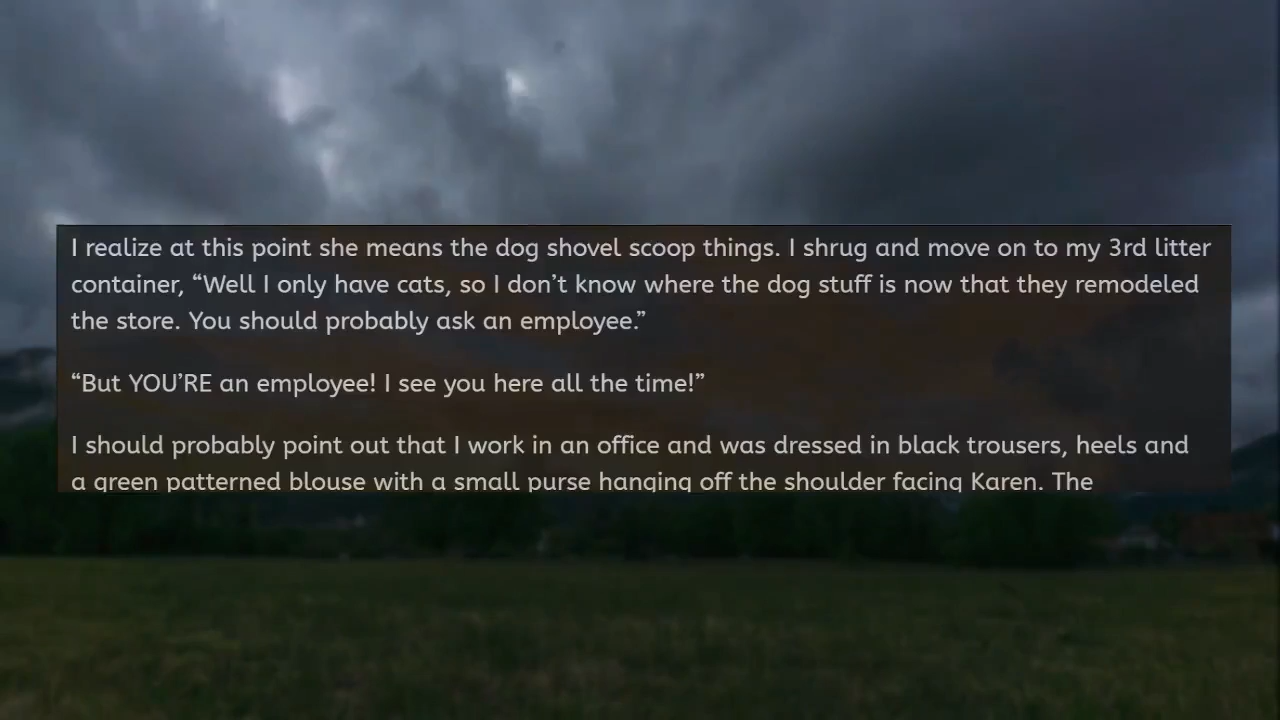 I realize at this point she means the dog shovel scoop things. I shrug and move on to my 3rd litter
container, “Well I only have cats, so I don’t know where the dog stuff is now that they remodeled
the store. You should probably ask an employee.”
“But YOU’RE an employee! I see you here all the time!”
I should probably point out that I work in an office and was dressed in black trousers, heels and
a green patterned blouse with a small purse hanging off the shoulder facing Karen. The